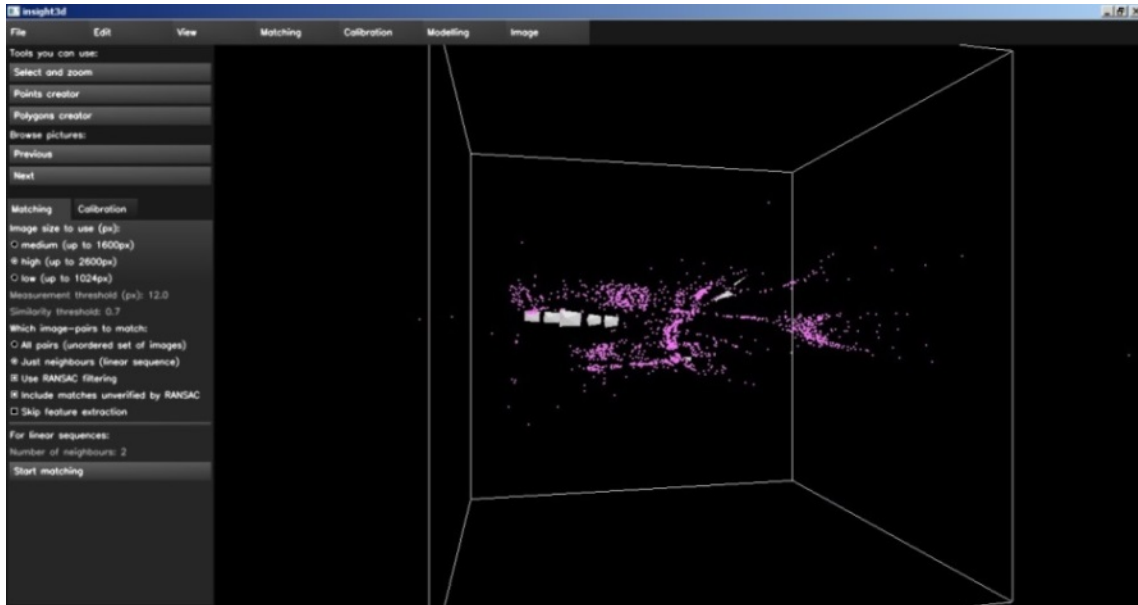 insight3d
File Edit View Matching Calibration Modelling Image
Tools you can use:
Select and zoom
Points creator
Polygons creator
Browse pictures:
Previous
Next
Matching Calibration
Image size to use (px):
medium (up to 1600px)
high (up to 2600px)
low (up to 1024px)
Measurement threshold (px): 12.0
Similarity threshold: 0.7
Which image-pairs to match:
All pairs (unordered set of images)
Just neighbours (linear sequence)
Use RANSAC filtering
Include matches unverified by RANSAC
Skip feature extraction
For linear sequences:
Number of neighbours: 2
Start matching